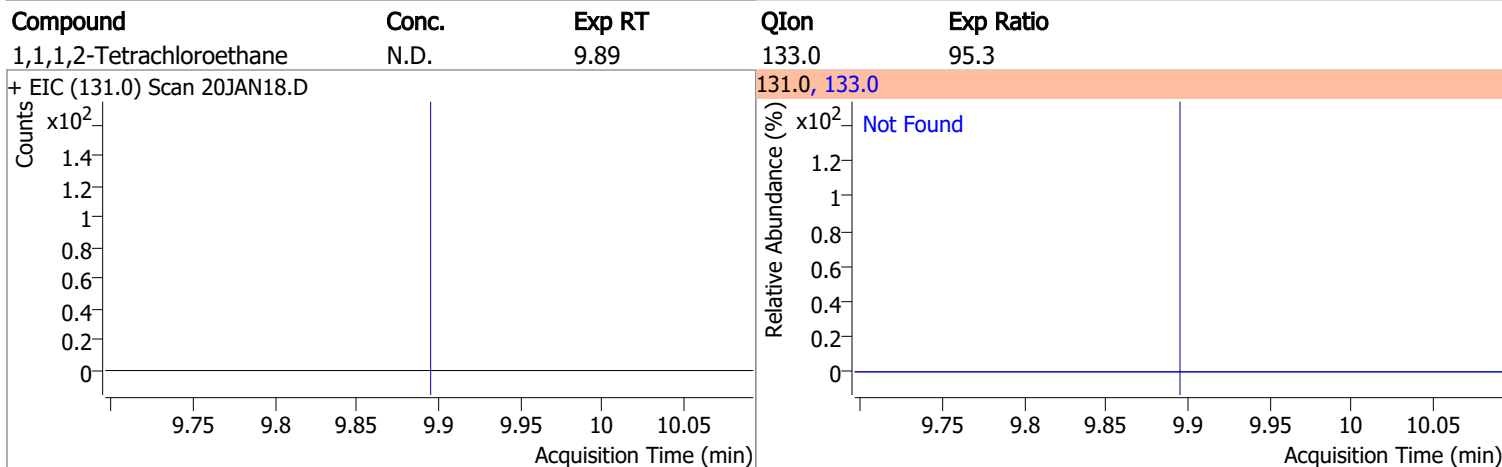 Compound Conc. Exp RT QIon Exp Ratio
1,1,1,2-Tetrachloroethane N.D. 9.89 133.0 95.3
+ EIC (131.0) Scan 20JAN18.D
Counts
x10²
1.4
1.2
1
0.8
0.6
0.4
0.2
0
9.75 9.8 9.85 9.9 9.95 10 10.05
Acquisition Time (min)
131.0, 133.0
Relative Abundance (%)
x10²
Not Found
1.2
1
0.8
0.6
0.4
0.2
0
9.75 9.8 9.85 9.9 9.95 10 10.05
Acquisition Time (min)